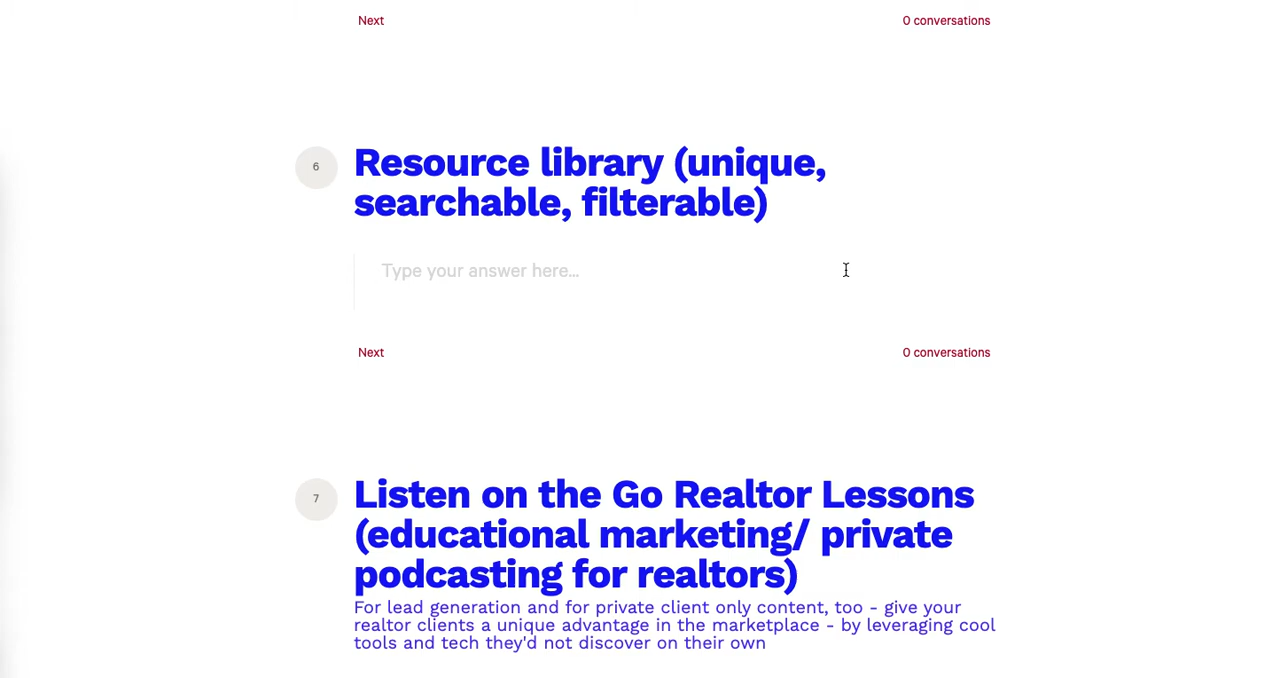 Next
0 conversations
6
Resource library (unique,
searchable, filterable)
Type your answer here...
Next
0 conversations
7
Listen on the Go Realtor Lessons
(educational marketing/ private
podcasting for realtors)
For lead generation and for private client only content, too - give your
realtor clients a unique advantage in the marketplace - by leveraging cool
tools and tech they'd not discover on their own